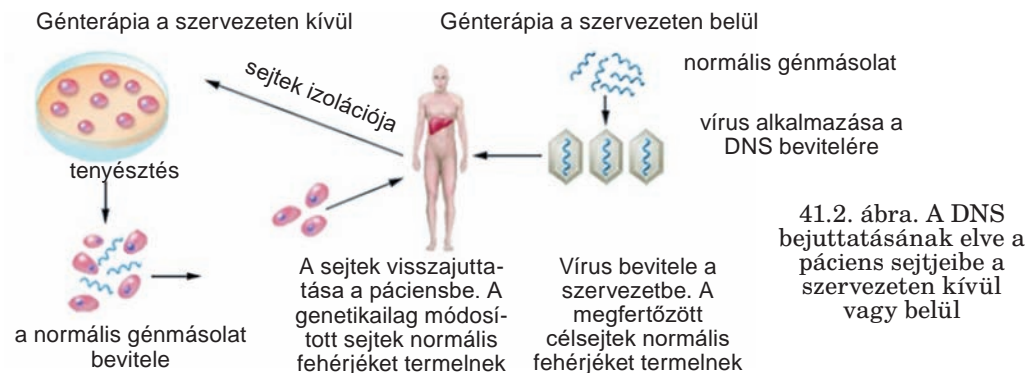 Génterápia a szervezeten kívül
Génterápia a szervezeten belül
sejtek izolációja
tenyésztés
a normális génmásolat
bevitele
A sejtek visszajutta-
tása a páciensbe. A
genetikailag módosí-
tott sejtek normális
fehérjéket termelnek
normális génmásolat
vírus alkalmazása a
DNS bevitelére
Vírus bevitele a
szervezetbe. A
megfertőzött
célsejtek normális
fehérjéket termelnek
41.2. ábra. A DNS
bejuttatásának elve a
páciens sejtjeibe a
szervezeten kívül
vagy belül